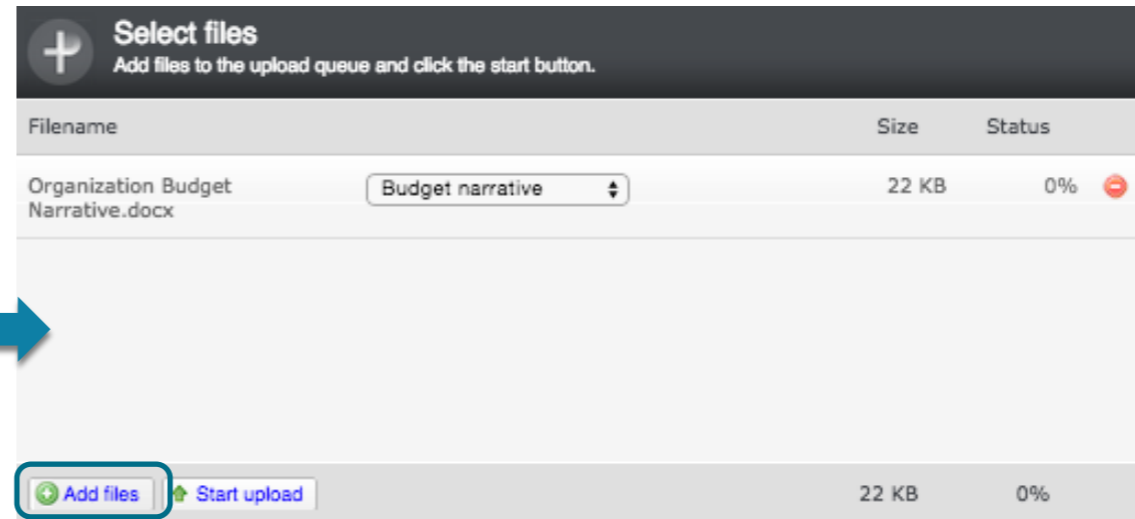 Select files
Add files to the upload queue and click the start button.
Filename Size Status
Organization Budget Budget narrative 22 KB 0%
Narrative.docx
Add files Start upload 22 KB 0%